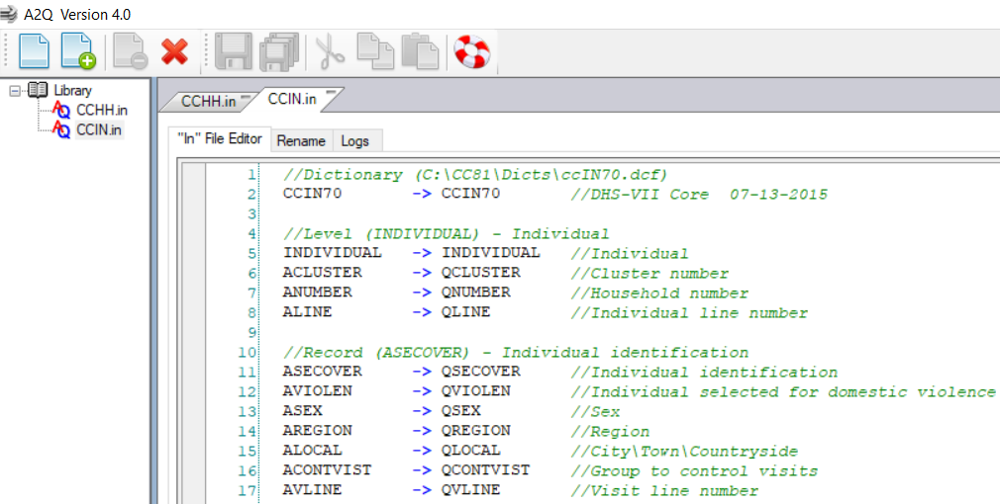 A2Q Version 4.0
Library
CCHH.in
CCIN.in
CCHH.in
CCIN.in
"In" File Editor
Rename
Logs
1 //Dictionary (C:\CC81\Dicts\ccIN70.dcf)
2 CCIN70 -> CCIN70 //DHS-VII Core 07-13-2015
3
4 //Level (INDIVIDUAL) - Individual
5 INDIVIDUAL -> INDIVIDUAL //Individual
6 ACLUSTER -> QCLUSTER //Cluster number
7 ANUMBER -> QNUMBER //Household number
8 ALINE -> QLINE //Individual line number
9
10 //Record (ASECOVER) - Individual identification
11 ASECOVER -> QSECOVER //Individual identification
12 AVIOLEN -> QVIOLEN //Individual selected for domestic violence
13 ASEX -> QSEX //Sex
14 AREGION -> QREGION //Region
15 ALOCAL -> QLOCAL //City\Town\Countryside
16 ACONTVIST -> QCONTVIST //Group to control visits
17 AVLINE -> QVLINE //Visit line number